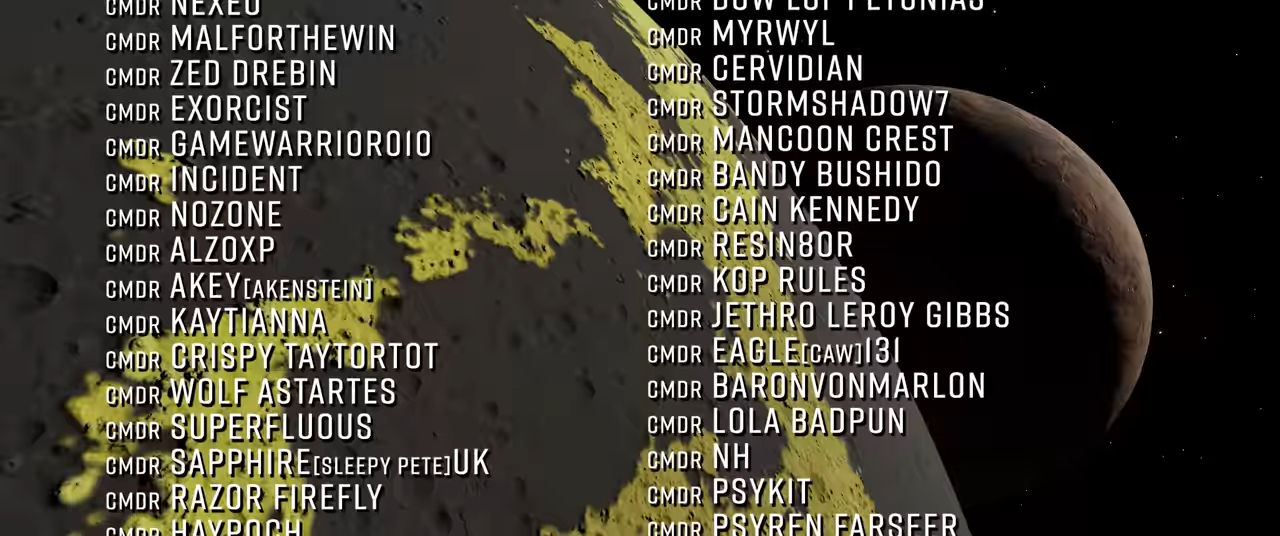 CMDR NEXEU
CMDR MALFORTHEWIN
CMDR ZED DREBIN
CMDR EXORCIST
CMDR GAMEWARRIOR010
CMDR INCIDENT
CMDR NOZONE
CMDR ALZOXP
CMDR AKEY[AKENSTEIN]
CMDR KAYTIANNA
CMDR CRISPY TAYTORTOT
CMDR WOLF ASTARTES
CMDR SUPERFLUOUS
CMDR SAPPHIRE[SLEEPY PETE]UK
CMDR RAZOR FIREFLY
CMDR
CMDR
CMDR MYRWYL
CMDR CERVIDIAN
CMDR STORMSHADOW7
CMDR MANCOON CREST
CMDR BANDY BUSHIDO
CMDR CAIN KENNEDY
CMDR RESIN8OR
CMDR KOP RULES
CMDR JETHRO LEROY GIBBS
CMDR EAGLE[CAW]131
CMDR BARONVONMARLON
CMDR LOLA BADPUN
CMDR NH
CMDR PSYKIT
CMDR PSYREN FARSEER